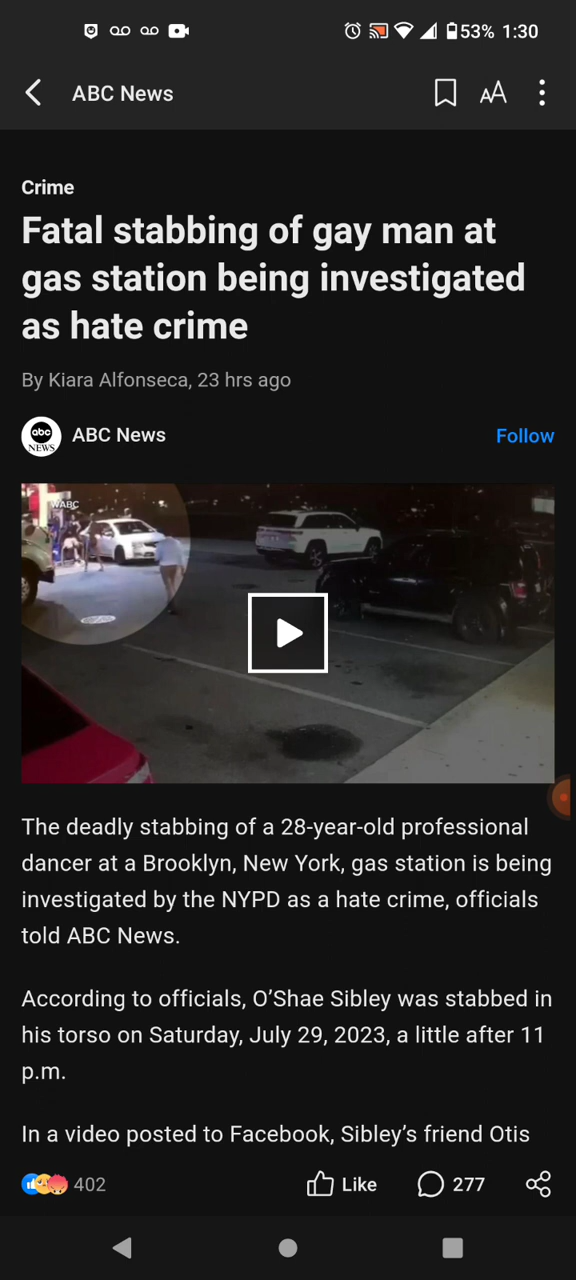 53% 1:30
ABC News
AA
Crime
Fatal stabbing of gay man at
gas station being investigated
as hate crime
By Kiara Alfonseca, 23 hrs ago
abc
NEWS
ABC News
Follow
WABC
The deadly stabbing of a 28-year-old professional
dancer at a Brooklyn, New York, gas station is being
investigated by the NYPD as a hate crime, officials
told ABC News.
According to officials, O’Shae Sibley was stabbed in
his torso on Saturday, July 29, 2023, a little after 11
p.m.
In a video posted to Facebook, Sibley’s friend Otis
402
Like
277